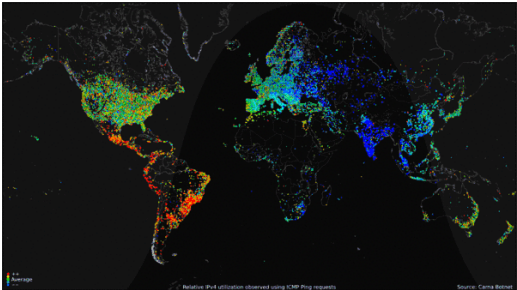 ++
Average
--
Relative IPv4 utilization observed using ICMP Ping requests
Source: Carna Botnet